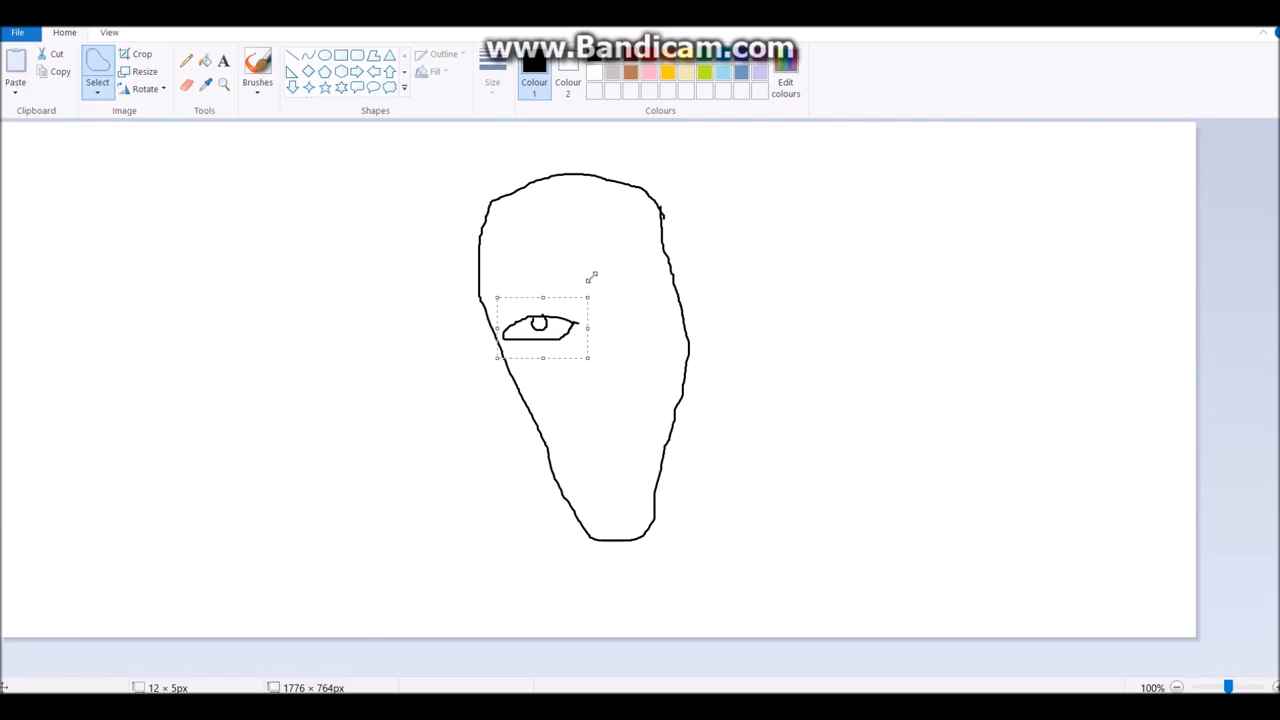 www.Bandicam.com
File Home View
Cut
Copy
Paste
Clipboard
Select
Crop
Resize
Rotate
Image
Tools
Brushes
Outline
Fill
Shapes
Size
Colour
1
Colour
2
Edit
colours
Colours
12 × 5px
1776 × 764px
100%